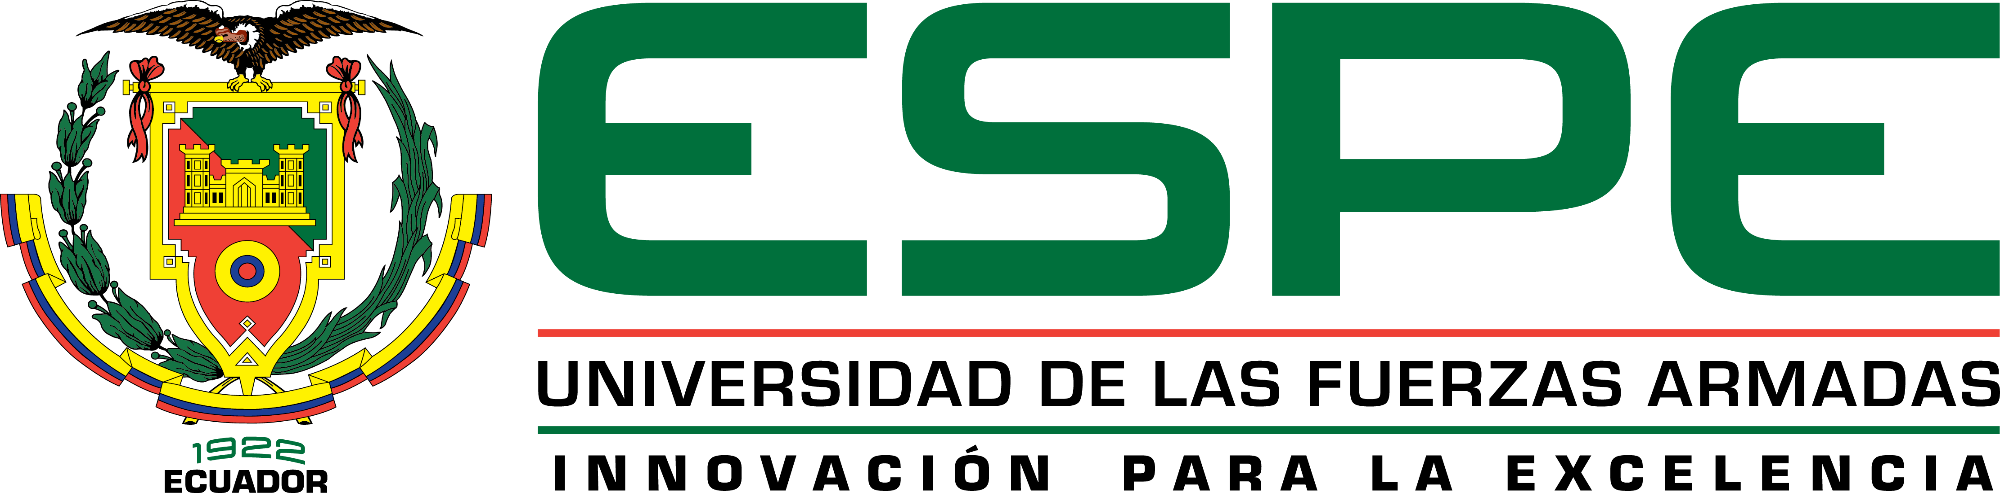 ESPE
UNIVERSIDAD DE LAS FUERZAS ARMADAS
INNOVACIÓN PARA LA EXCELENCIA
1922
ECUADOR